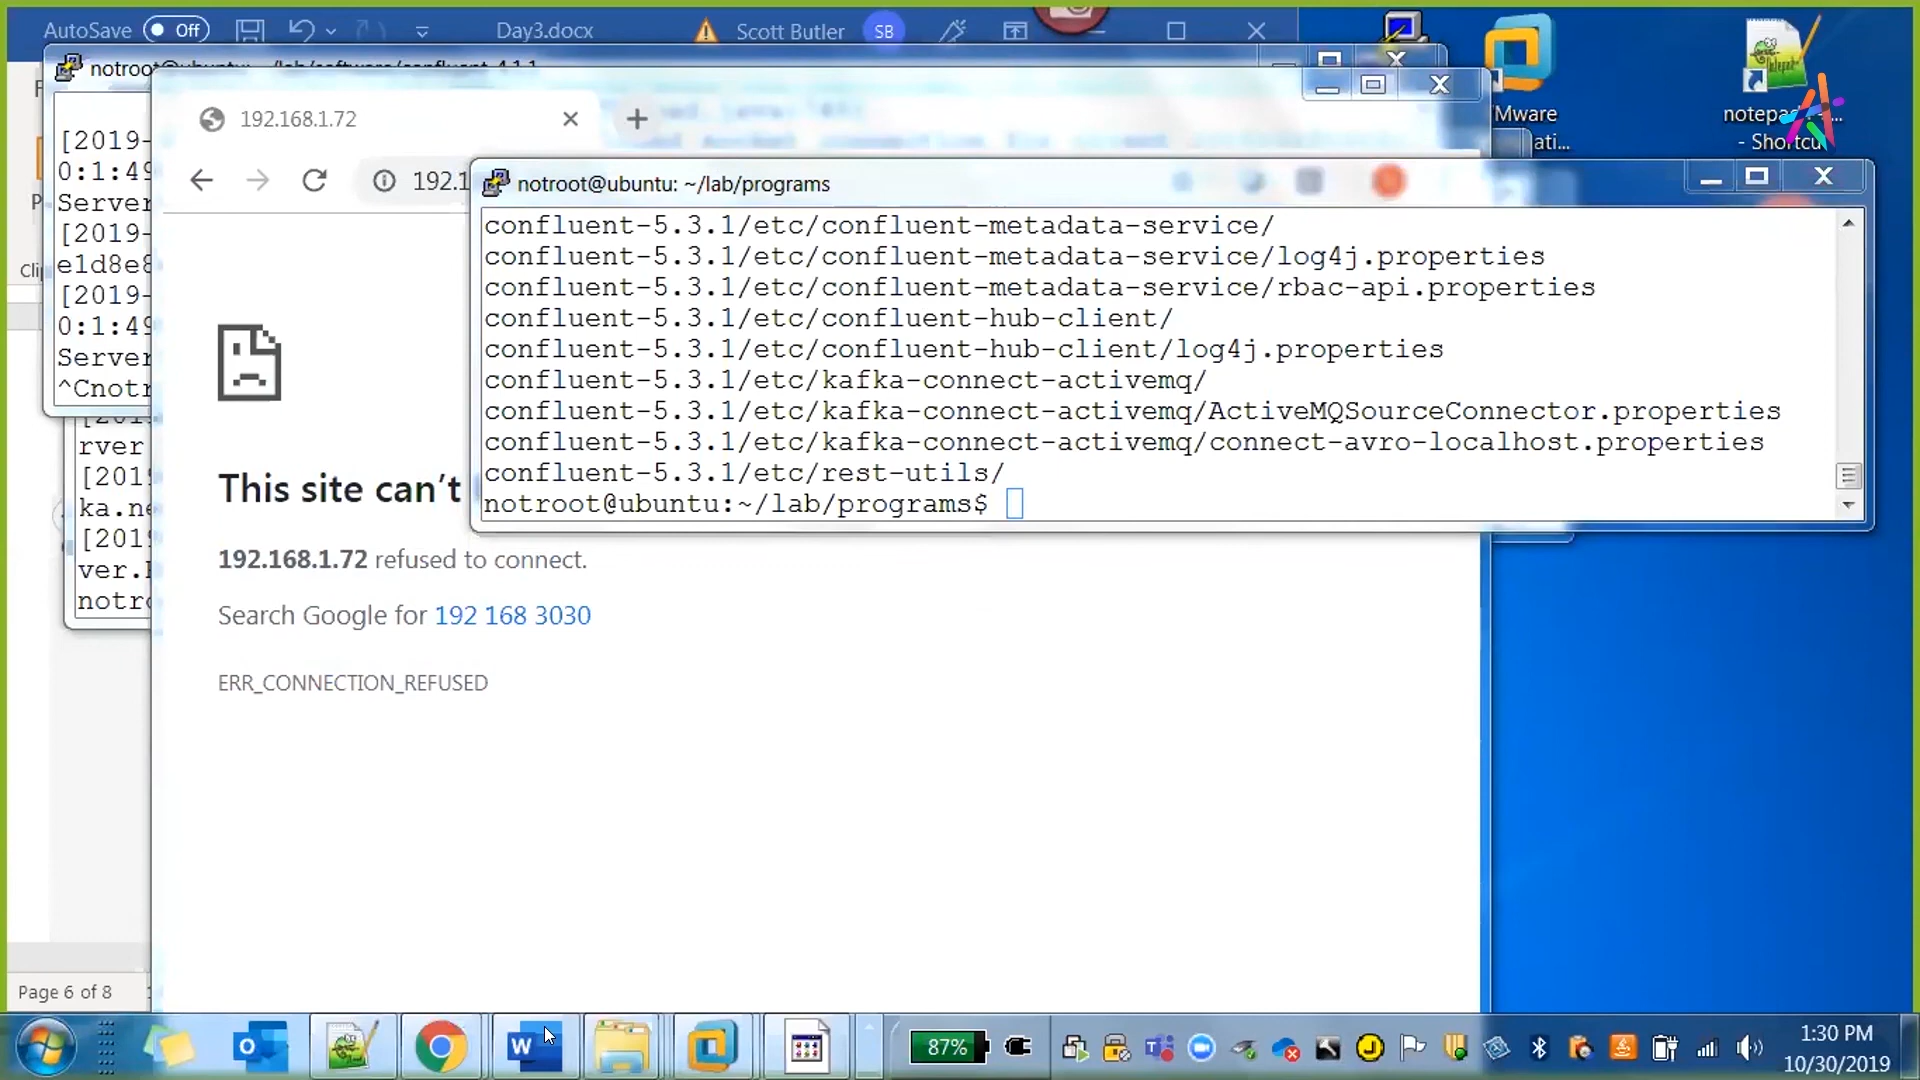 AutoSave Off Day3.docx Scott Butler SB
notroot@ubuntu: ~/lab/software/confluent-4.1.1
192.168.1.72
192.1
[2019-
0:1:49
Server
[2019-
e1d8e8
[2019-
0:1:49
Server
^Cnotr
rver
[201
ka.ne
[201
ver.
notro
notroot@ubuntu: ~/lab/programs
confluent-5.3.1/etc/confluent-metadata-service/
confluent-5.3.1/etc/confluent-metadata-service/log4j.properties
confluent-5.3.1/etc/confluent-metadata-service/rbac-api.properties
confluent-5.3.1/etc/confluent-hub-client/
confluent-5.3.1/etc/confluent-hub-client/log4j.properties
confluent-5.3.1/etc/kafka-connect-activemq/
confluent-5.3.1/etc/kafka-connect-activemq/ActiveMQSourceConnector.properties
confluent-5.3.1/etc/kafka-connect-activemq/connect-avro-localhost.properties
confluent-5.3.1/etc/rest-utils/
notroot@ubuntu:~/lab/programs$
This site can’t
192.168.1.72 refused to connect.
Search Google for 192 168 3030
ERR_CONNECTION_REFUSED
Mware
ati...
- Shortcu
Page 6 of 8
87%
1:30 PM
10/30/2019